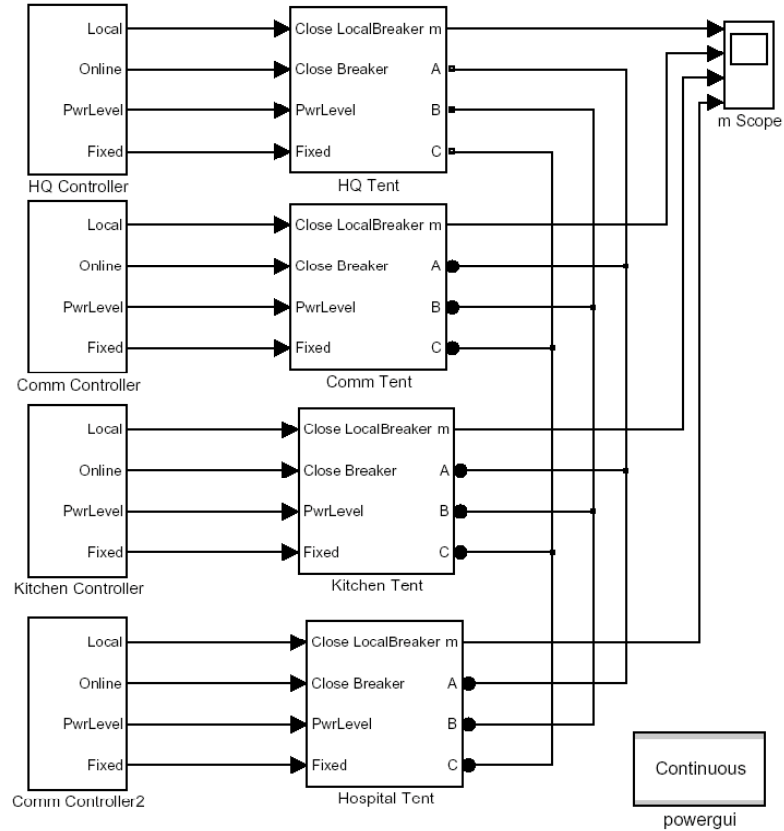 Local Close LocalBreaker m
Online Close Breaker A
PwrLevel PwrLevel B
Fixed Fixed C
m Scope
HQ Controller HQ Tent
Local Close LocalBreaker m
Online Close Breaker A
PwrLevel PwrLevel B
Fixed Fixed C
Comm Controller Comm Tent
Local Close LocalBreaker m
Online Close Breaker A
PwrLevel PwrLevel B
Fixed Fixed C
Kitchen Controller Kitchen Tent
Local Close LocalBreaker m
Online Close Breaker A
PwrLevel PwrLevel B
Fixed Fixed C
Comm Controller2 Hospital Tent
Continuous
powergui